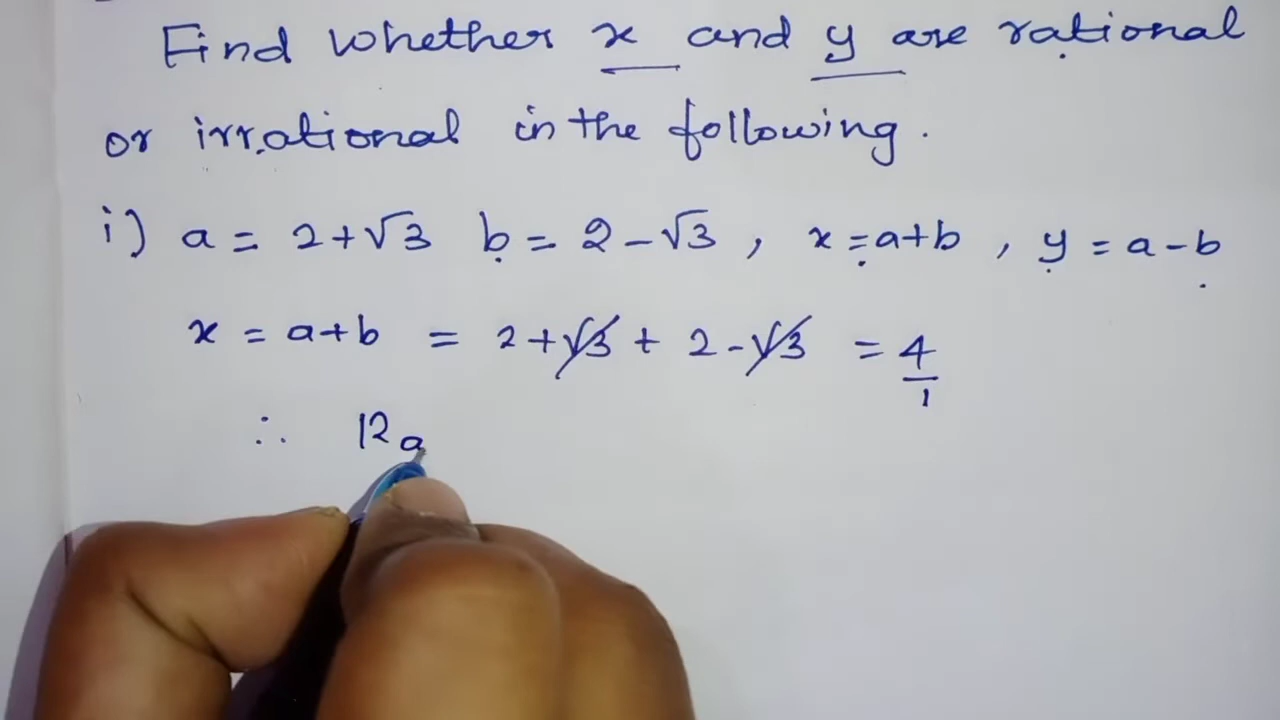 Find whether x and y are rational
or irrational in the following.
i) a = 2+√3 b = 2-√3 , x = a+b , y = a-b
x = a+b = 2+√3 + 2-√3 = 4/1
∴ Ra